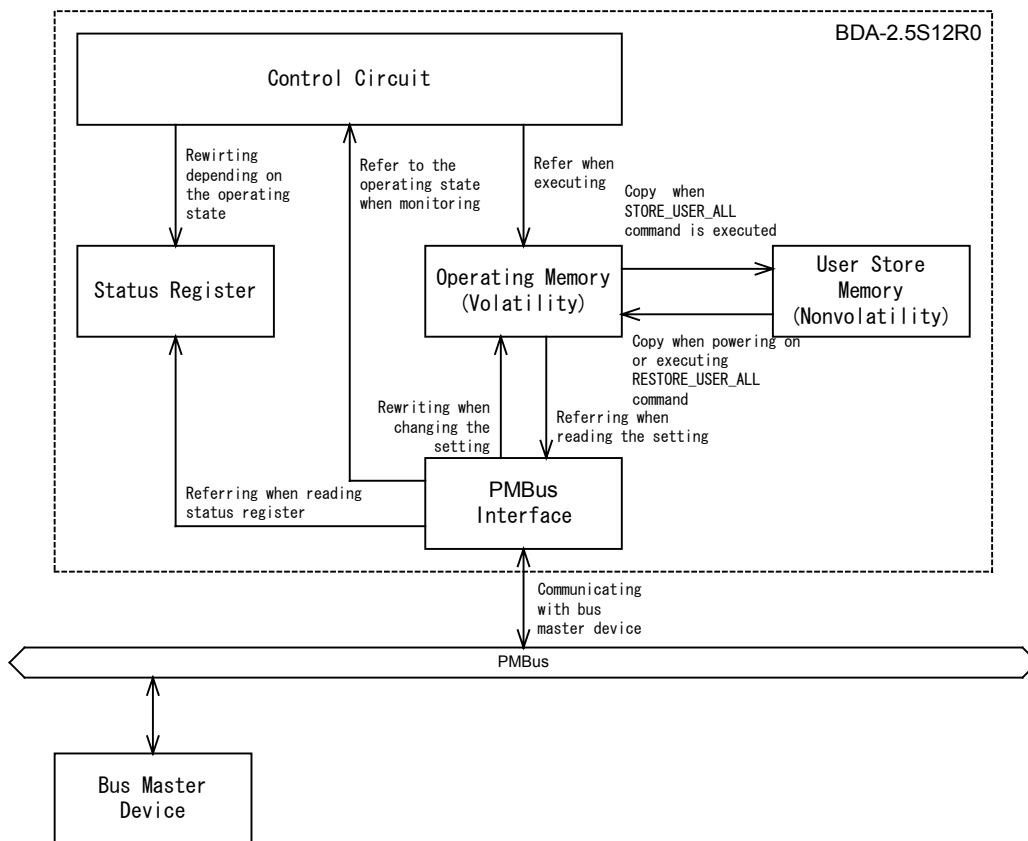 BDA-2.5S12R0
Control Circuit
Rewirting
depending on
the operating
state
Refer to the
operating state
when monitoring
Refer when
executing
Copy when
STORE_USER_ALL
command is executed
Status Register
Operating Memory
(Volatility)
User Store
Memory
(Nonvolatility)
Copy when powering on
or executing
RESTORE_USER_ALL
command
Rewriting when
changing the
setting
Referring when
reading the setting
Referring when reading
status register
PMBus
Interface
Communicating
with bus
master device
PMBus
Bus Master
Device